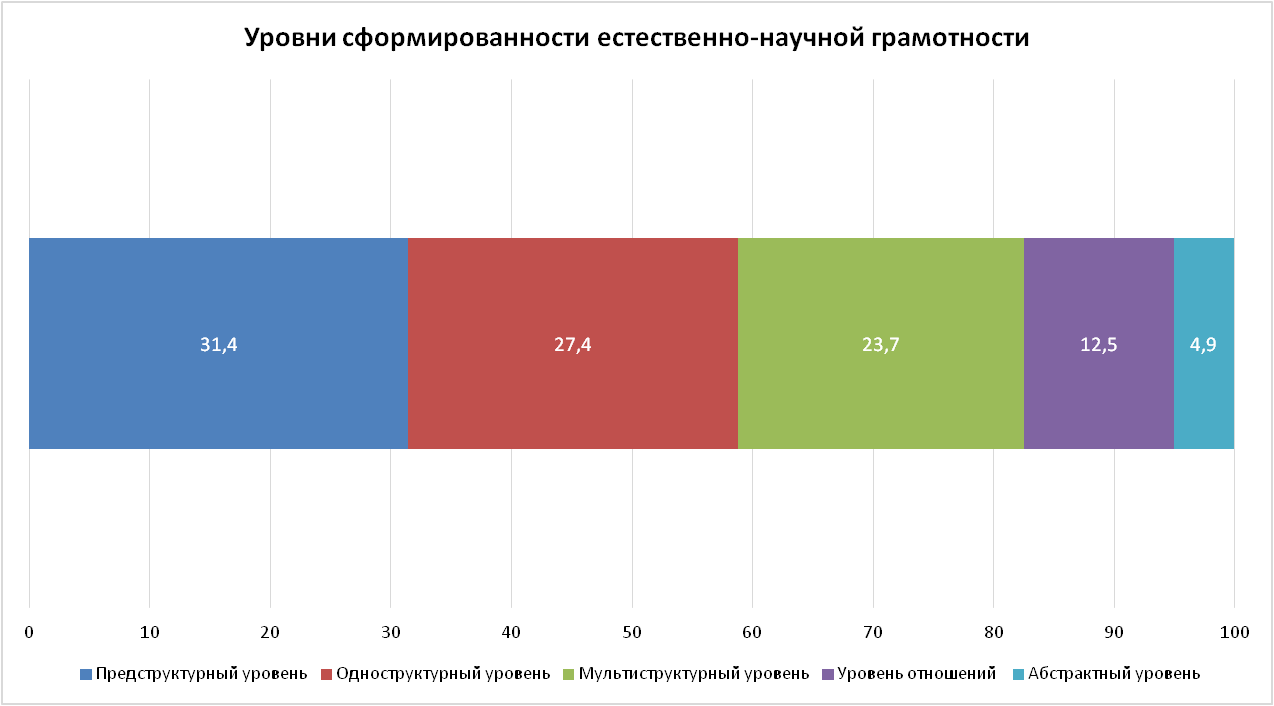 Уровни сформированности естественно-научной грамотности
31,4 27,4 23,7 12,5 4,9
0 10 20 30 40 50 60 70 80 90 100
Предструктурный уровень Одноструктурный уровень Мультиструктурный уровень Уровень отношений Абстрактный уровень